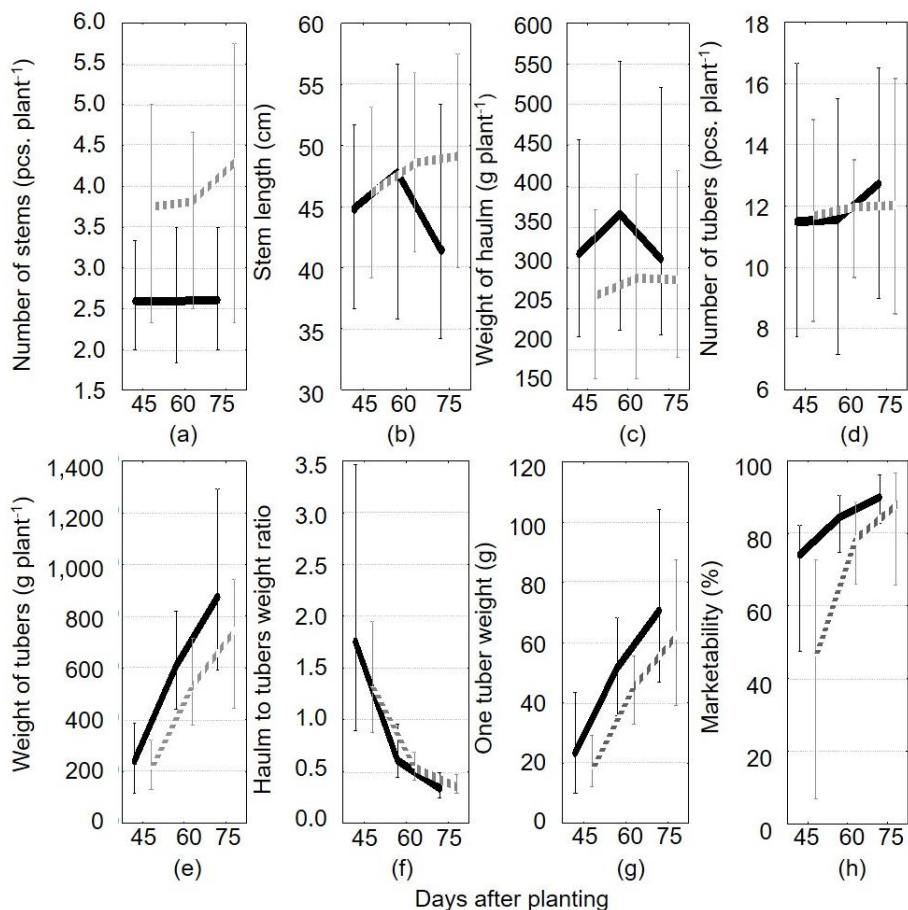 Number of stems (pcs. plant⁻¹)
6.0
5.5
5.0
4.5
4.0
3.5
3.0
2.5
2.0
1.5
45 60 75
(a)
Stem length (cm)
60
55
50
45
40
35
30
45 60 75
(b)
Weight of haulm (g plant⁻¹)
600
550
500
450
400
350
300
205
200
150
45 60 75
(c)
Number of tubers (pcs. plant⁻¹)
18
16
14
12
10
8
6
45 60 75
(d)
Weight of tubers (g plant⁻¹)
1,400
1,200
1,000
800
600
400
200
0
45 60 75
(e)
Haulm to tubers weight ratio
3.5
3.0
2.5
2.0
1.5
1.0
0.5
0.0
45 60 75
(f)
One tuber weight (g)
120
100
80
60
40
20
0
45 60 75
(g)
Marketability (%)
100
80
60
40
20
0
45 60 75
(h)
Days after planting